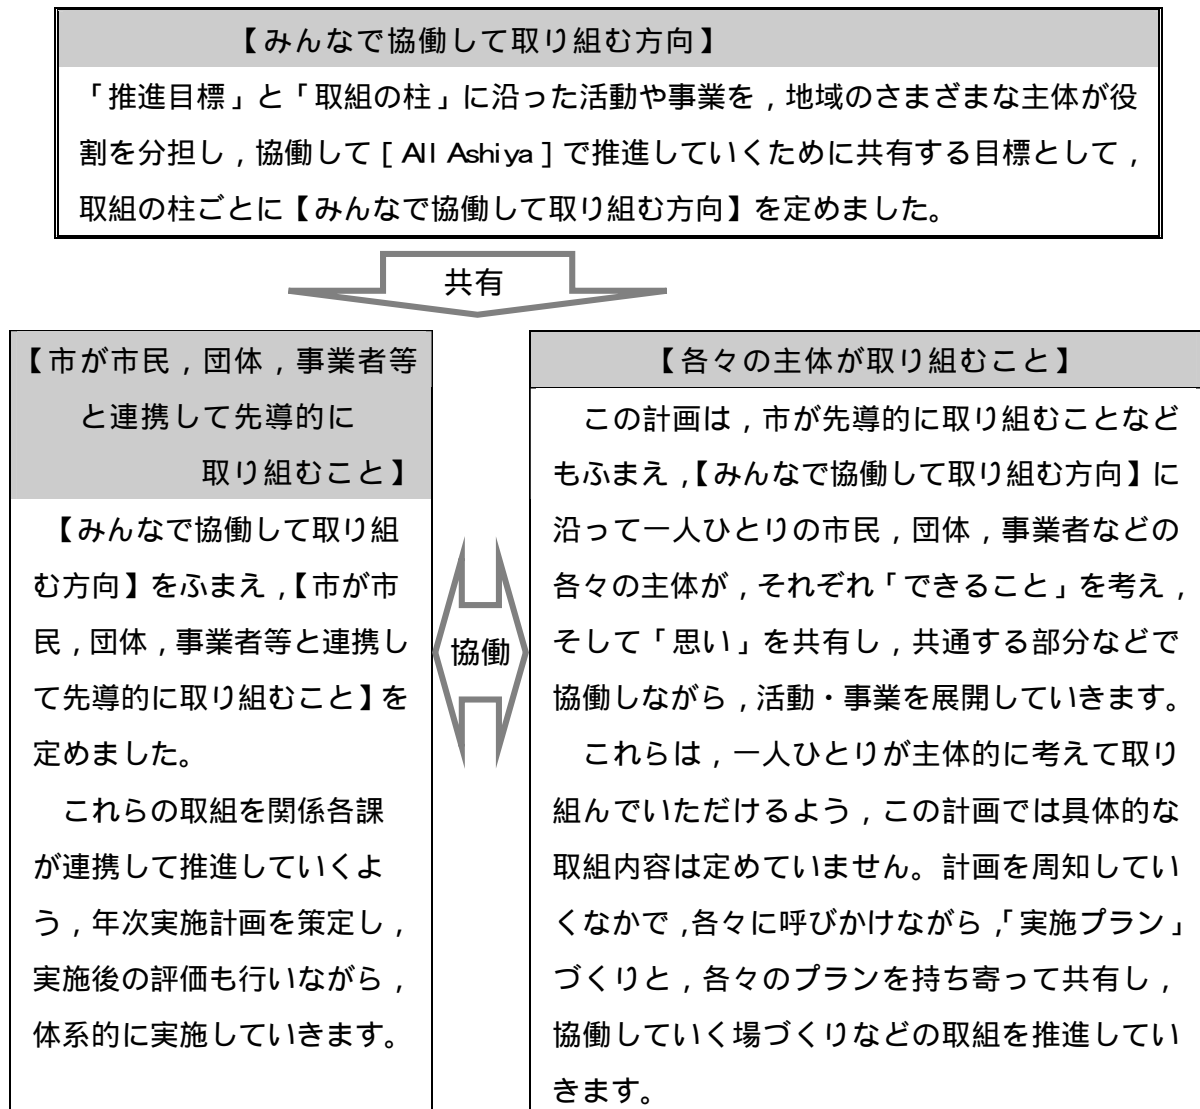 【みんなで協働して取り組む方向】
「推進目標」と「取組の柱」に沿った活動や事業を，地域のさまざまな主体が役
割を分担し，協働して［All Ashiya］で推進していくために共有する目標として，
取組の柱ごとに【みんなで協働して取り組む方向】を定めました。
共有
【市が市民，団体，事業者等
と連携して先導的に
取り組むこと】
【みんなで協働して取り組
む方向】をふまえ，【市が市
民，団体，事業者等と連携し
て先導的に取り組むこと】を
定めました。
これらの取組を関係各課
が連携して推進していくよ
う，年次実施計画を策定し，
実施後の評価も行いながら，
体系的に実施していきます。
協働
【各々の主体が取り組むこと】
この計画は，市が先導的に取り組むことなど
もふまえ，【みんなで協働して取り組む方向】に
沿って一人ひとりの市民，団体，事業者などの
各々の主体が，それぞれ「できること」を考え，
そして「思い」を共有し，共通する部分などで
協働しながら，活動・事業を展開していきます。
これらは，一人ひとりが主体的に考えて取り
組んでいただけるよう，この計画では具体的な
取組内容は定めていません。計画を周知してい
くなかで，各々に呼びかけながら，「実施プラン」
づくりと，各々のプランを持ち寄って共有し，
協働していく場づくりなどの取組を推進してい
きます。